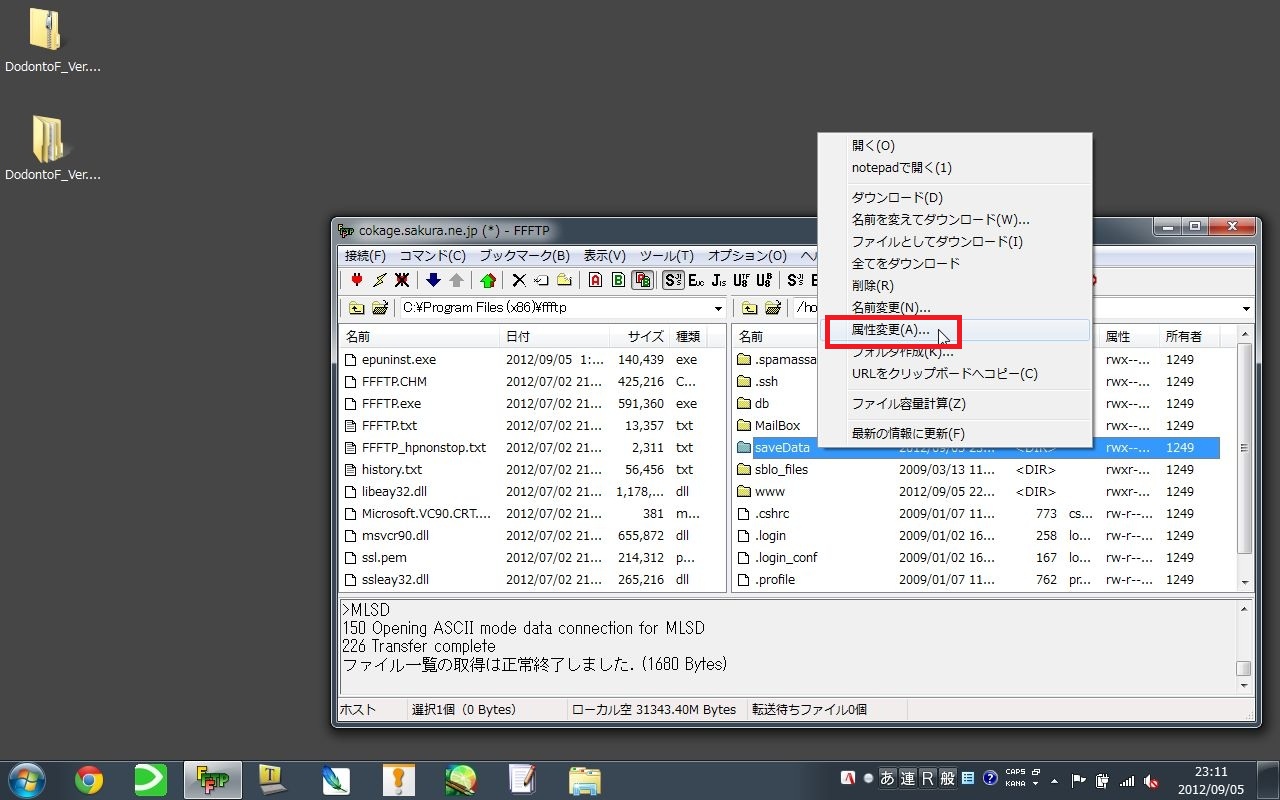 DodontoF_Ver....
DodontoF_Ver....
cokage.sakura.ne.jp (*) - FFFTP
接続(F) コマンド(C) ブックマーク(B) 表示(V) ツール(T) オプション(O)
C:¥Program Files (x86)¥ffftp
名前 日付 サイズ 種類
epuninst.exe 2012/09/05 1:... 140,439 exe
FFFTP.CHM 2012/07/02 21... 425,216 C...
FFFTP.exe 2012/07/02 21... 591,360 exe
FFFTP.txt 2012/07/02 21... 13,357 txt
FFFTP_hpnonstop.txt 2012/07/02 21... 2,311 txt
history.txt 2012/07/02 21... 56,456 txt
libeay32.dll 2012/07/02 21... 1,178,... dll
Microsoft.VC90.CRT.... 2012/07/02 21... 381 m...
msvcr90.dll 2012/07/02 21... 655,872 dll
ssl.pem 2012/07/02 21... 214,312 p...
ssleay32.dll 2012/07/02 21... 265,216 dll
開く(O)
notepadで開く(1)
ダウンロード(D)
名前を変えてダウンロード(W)...
ファイルとしてダウンロード(I)
全てをダウンロード
削除(R)
名前変更(N)...
属性変更(A)...
フォルダ作成(K)...
URLをクリップボードへコピー(C)
ファイル容量計算(Z)
最新の情報に更新(F)
名前 属性 所有者
.spamassa rwx--... 1249
.ssh rwx--... 1249
db rwx--... 1249
MailBox rwx--... 1249
saveData rwx--... 1249
sblo_files 2009/03/13 11... <DIR> rwxr-... 1249
www 2012/09/05 22... <DIR> rwxr-... 1249
.cshrc 2009/01/07 11... 773 cs... rw-r--... 1249
.login 2009/01/02 16... 258 lo... rw-r--... 1249
.login_conf 2009/01/02 16... 167 lo... rw-r--... 1249
.profile 2009/01/07 11... 762 pr... rw-r--... 1249
>MLSD
150 Opening ASCII mode data connection for MLSD
226 Transfer complete
ファイル一覧の取得は正常終了しました. (1680 Bytes)
ホスト 選択1個（0 Bytes） ローカル空 31343.40M Bytes 転送待ちファイル0個
あ 連 R 般 CAPS KANA
23:11
2012/09/05